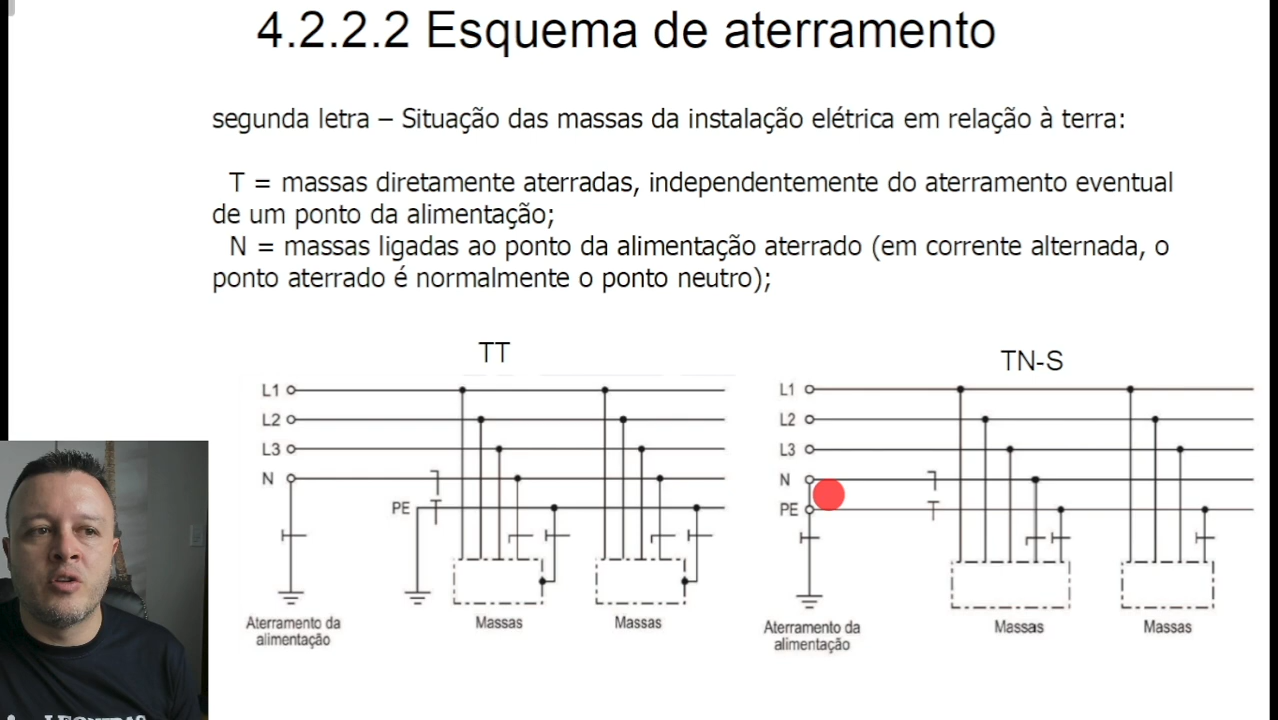 4.2.2.2 Esquema de aterramento
segunda letra – Situação das massas da instalação elétrica em relação à terra:
T = massas diretamente aterradas, independentemente do aterramento eventual
de um ponto da alimentação;
N = massas ligadas ao ponto da alimentação aterrado (em corrente alternada, o
ponto aterrado é normalmente o ponto neutro);
TT
L1
L2
L3
N
PE
Aterramento da
alimentação
Massas
Massas
TN-S
L1
L2
L3
N
PE
Aterramento da
alimentação
Massas
Massas